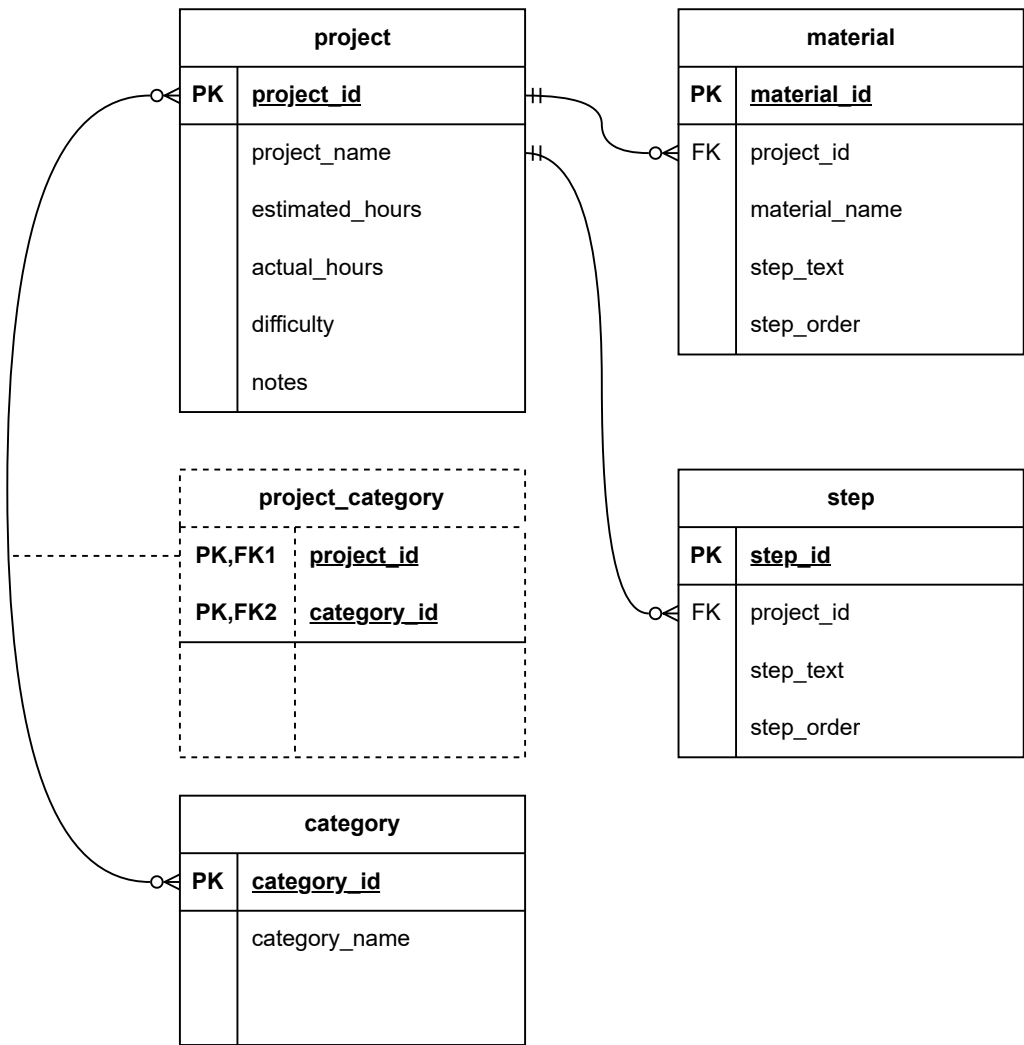 project
PK project_id
project_name
estimated_hours
actual_hours
difficulty
notes
material
PK material_id
FK project_id
material_name
step_text
step_order
project_category
PK,FK1 project_id
PK,FK2 category_id
step
PK step_id
FK project_id
step_text
step_order
category
PK category_id
category_name